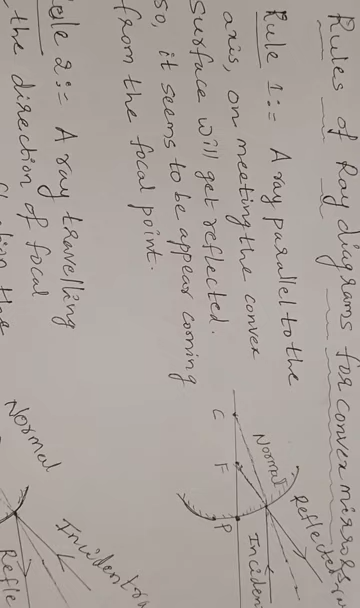 Rules of Ray diagrams for convex mirrors
Rule 1:- A ray parallel to the
axis, on meeting the convex
surface will get reflected.
so, it seems to be appear coming
from the focal point.
Rule 2:- A ray travelling
the direction of focal
C
F
P
Normal
Reflected
Inciden
Normal
Incident
Refle